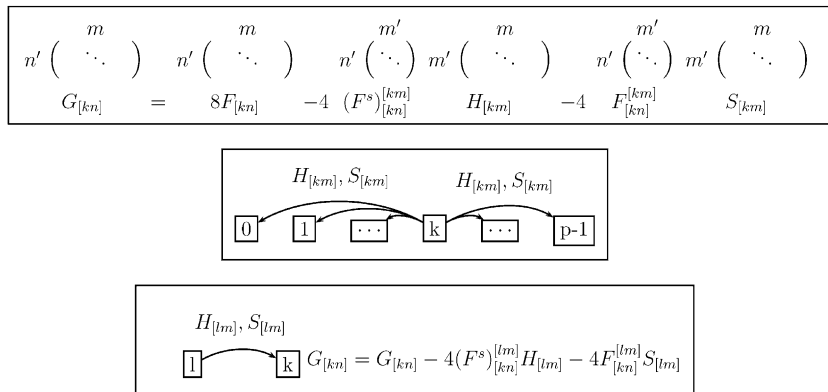 m m m' m m' m
n' ( ⋱ ) n' ( ⋱ ) n' ( ⋱ ) m' ( ⋱ ) n' ( ⋱ ) m' ( ⋱ )
G_{[kn]} = 8F_{[kn]} −4 (F^s)_{[kn]}^{[km]} H_{[km]} −4 F_{[kn]}^{[km]} S_{[km]}
H_{[km]}, S_{[km]} H_{[km]}, S_{[km]}
0 1 ··· k ··· p-1
H_{[lm]}, S_{[lm]}
l k G_{[kn]} = G_{[kn]} − 4(F^s)_{[kn]}^{[lm]} H_{[lm]} − 4F_{[kn]}^{[lm]} S_{[lm]}